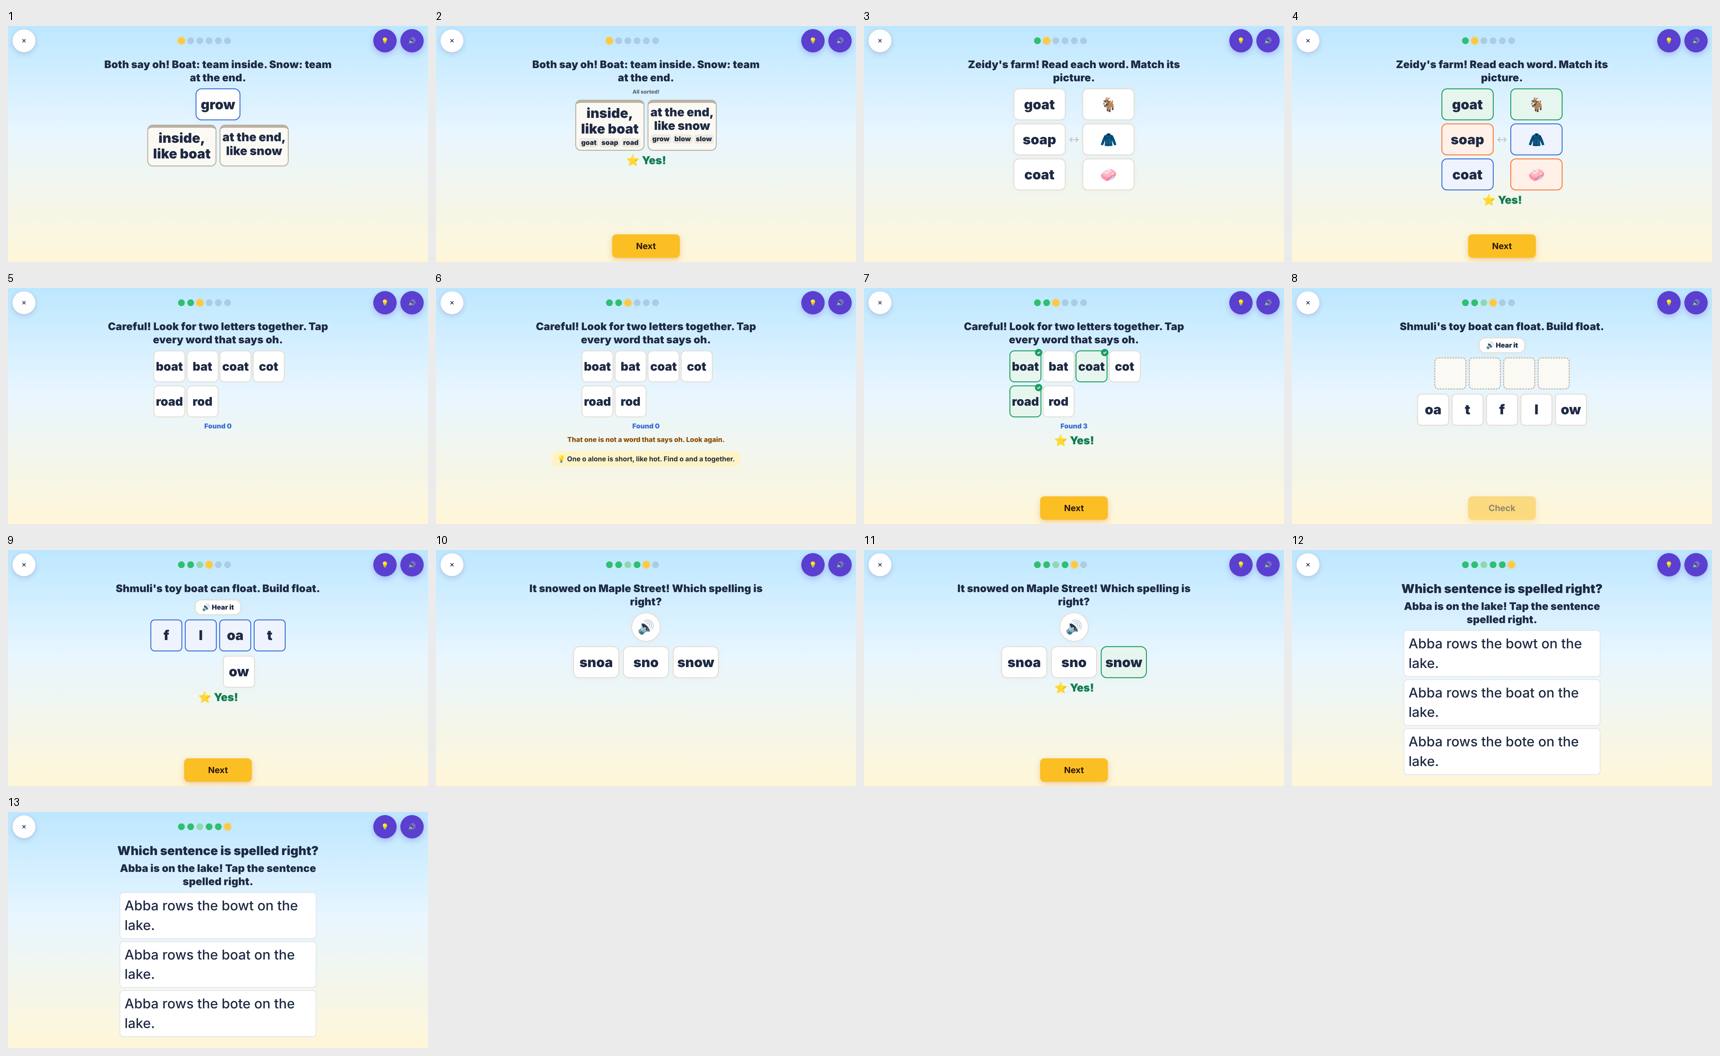 1
Both say oh! Boat: team inside. Snow: team
at the end.
grow
inside,
like boat
at the end,
like snow
2
Both say oh! Boat: team inside. Snow: team
at the end.
All sorted!
inside,
like boat
goat soap road
at the end,
like snow
grow blow slow
Yes!
Next
3
Zeidy's farm! Read each word. Match its
picture.
goat
soap
coat
4
Zeidy's farm! Read each word. Match its
picture.
goat
soap
coat
Yes!
Next
5
Careful! Look for two letters together. Tap
every word that says oh.
boat bat coat cot
road rod
Found 0
6
Careful! Look for two letters together. Tap
every word that says oh.
boat bat coat cot
road rod
Found 0
That one is not a word that says oh. Look again.
One o alone is short, like hot. Find o and a together.
7
Careful! Look for two letters together. Tap
every word that says oh.
boat bat coat cot
road rod
Found 3
Yes!
Next
8
Shmuli's toy boat can float. Build float.
Hear it
oa t f l ow
Check
9
Shmuli's toy boat can float. Build float.
Hear it
f l oa t
ow
Yes!
Next
10
It snowed on Maple Street! Which spelling is
right?
snoa sno snow
11
It snowed on Maple Street! Which spelling is
right?
snoa sno snow
Yes!
Next
12
Which sentence is spelled right?
Abba is on the lake! Tap the sentence
spelled right.
Abba rows the bowt on the
lake.
Abba rows the boat on the
lake.
Abba rows the bote on the
lake.
13
Which sentence is spelled right?
Abba is on the lake! Tap the sentence
spelled right.
Abba rows the bowt on the
lake.
Abba rows the boat on the
lake.
Abba rows the bote on the
lake.